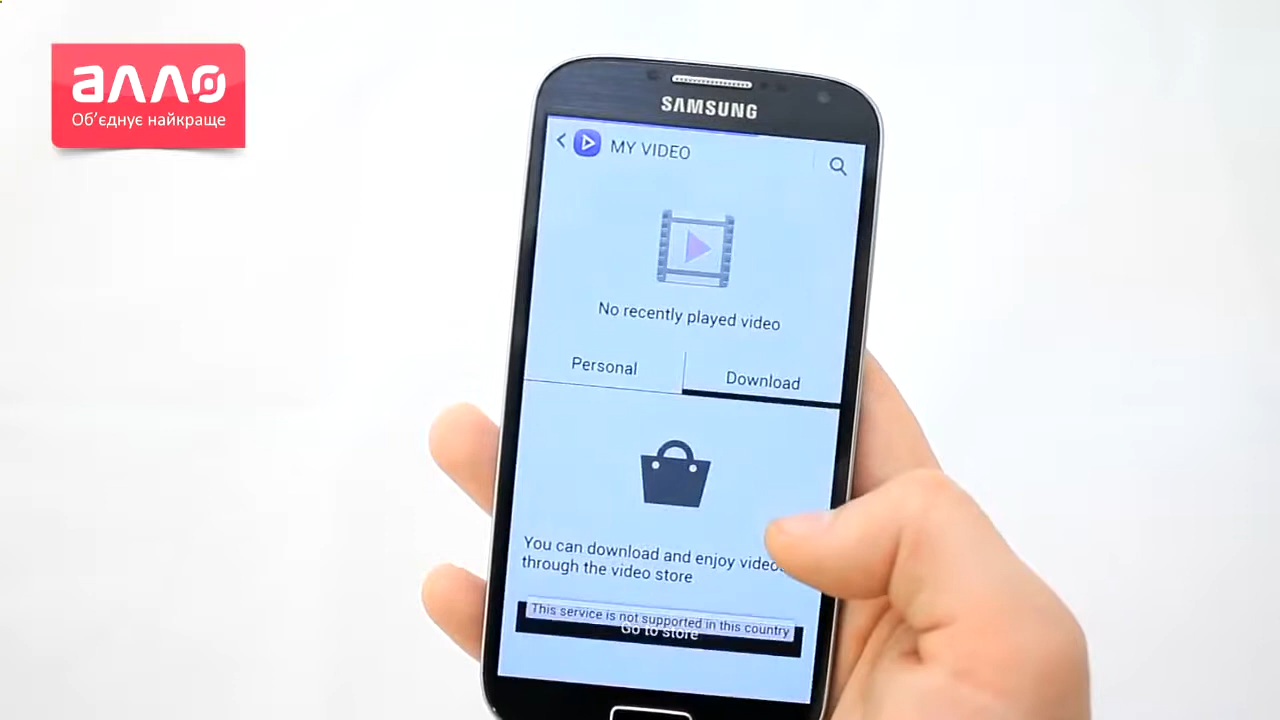 алло
Об'єднує найкраще
SAMSUNG
MY VIDEO
No recently played video
Personal
Download
You can download and enjoy video
through the video store
This service is not supported in this country
Go to store